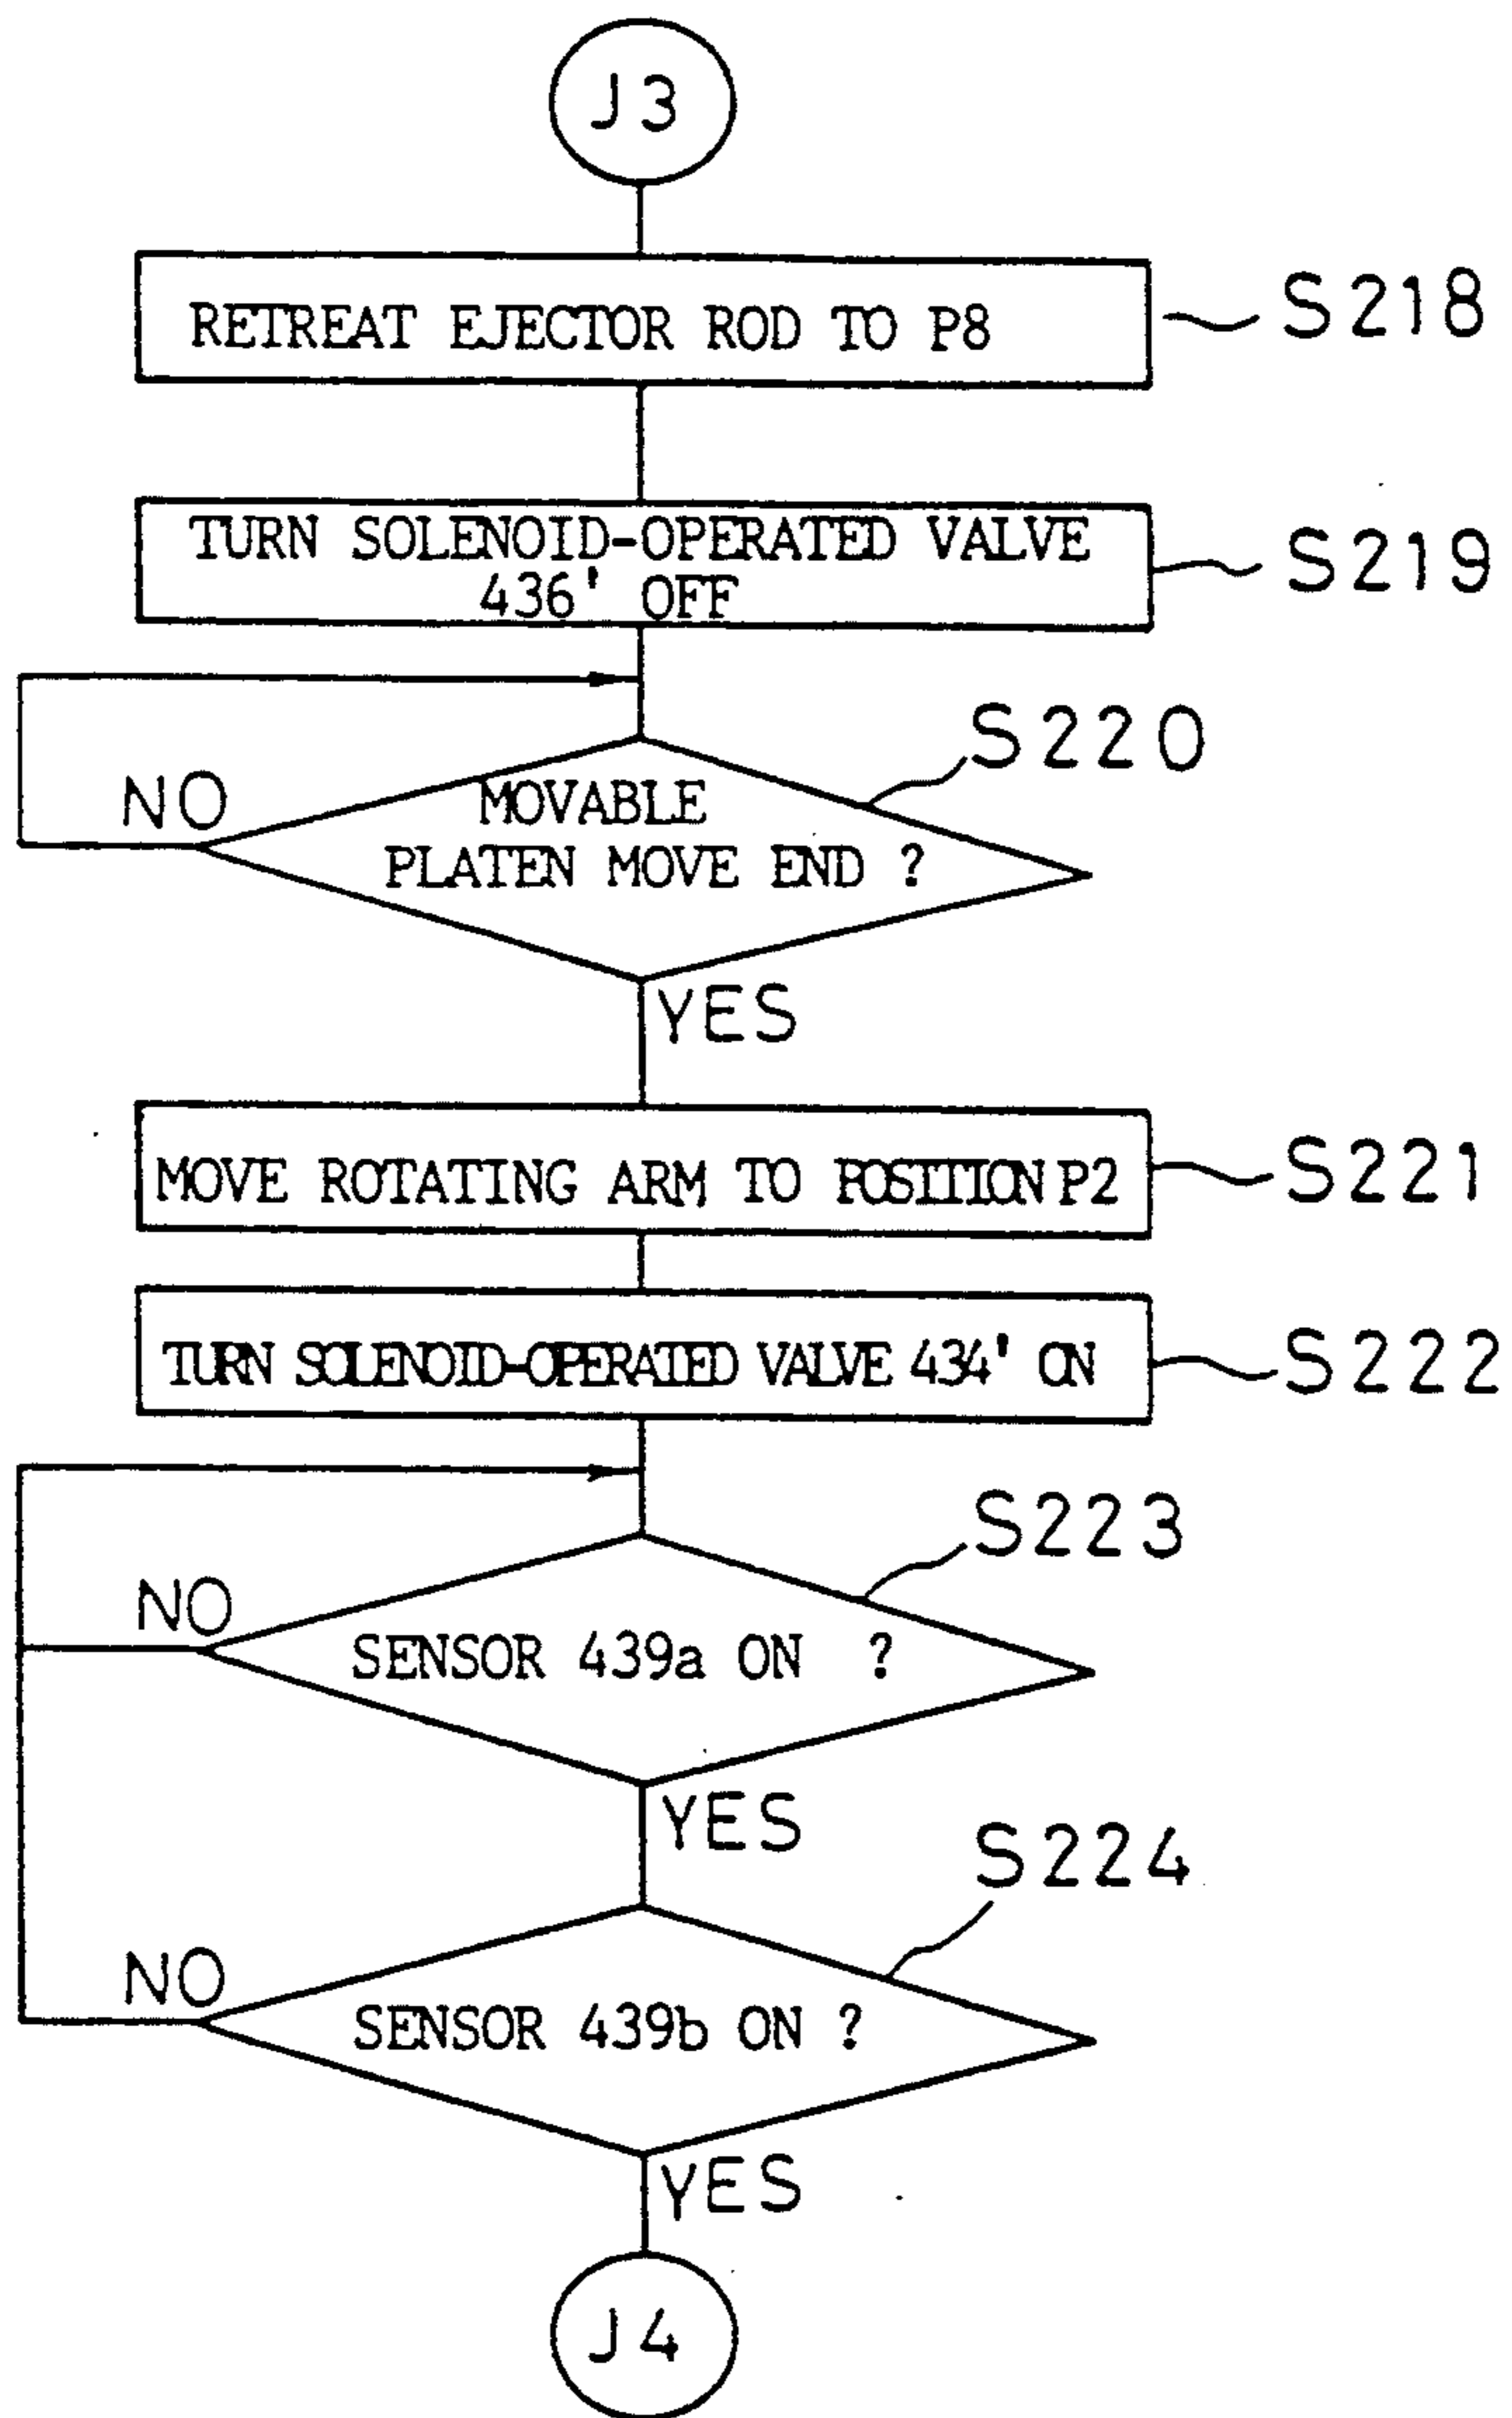 J3
RETREAT EJECTOR ROD TO P8
S218
TURN SOLENOID-OPERATED VALVE
436' OFF
S219
S220
NO
MOVABLE
PLATEN MOVE END ?
YES
MOVE ROTATING ARM TO POSITION P2
S221
TURN SOLENOID-OPERATED VALVE 434' ON
S222
S223
NO
SENSOR 439a ON ?
YES
S224
NO
SENSOR 439b ON ?
YES
J4